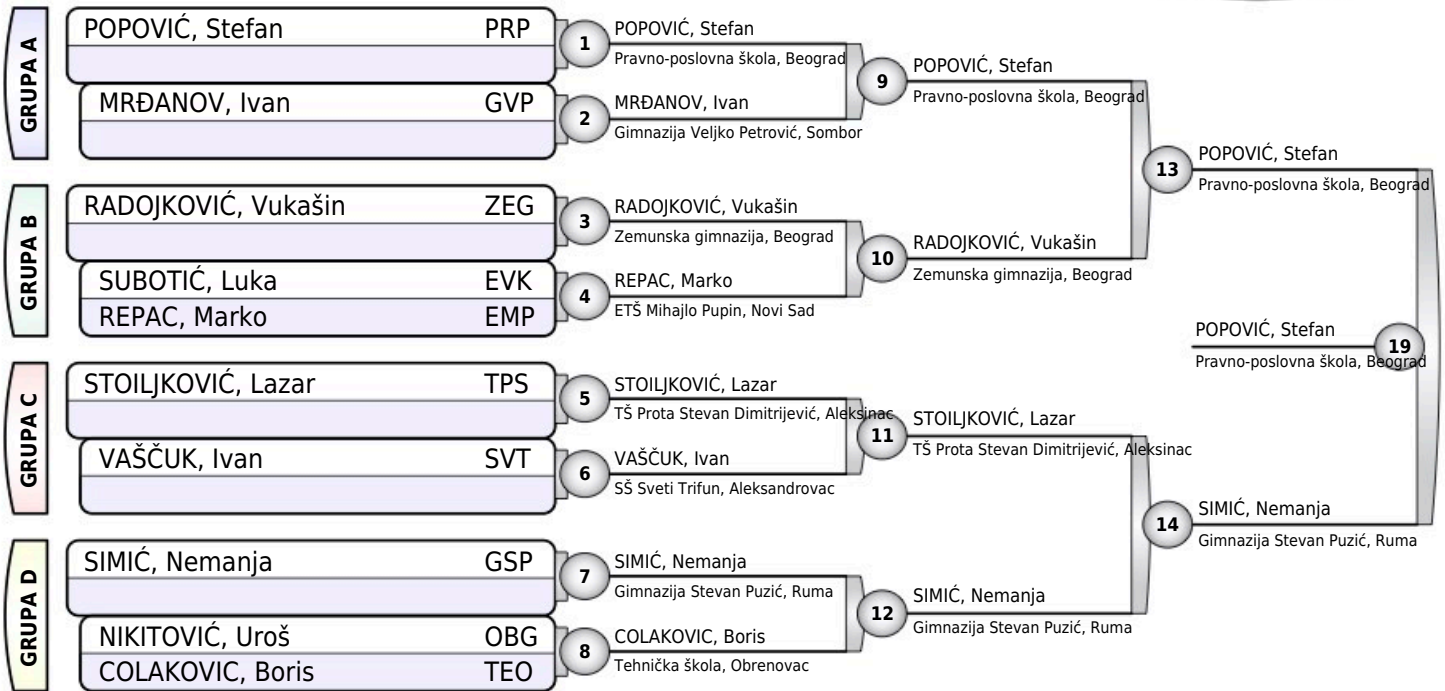 GRUPA A
POPOVIĆ, Stefan PRP
MRĐANOV, Ivan GVP
1
POPOVIĆ, Stefan
Pravno-poslovna škola, Beograd
2
MRĐANOV, Ivan
Gimnazija Veljko Petrović, Sombor
9
POPOVIĆ, Stefan
Pravno-poslovna škola, Beograd
GRUPA B
RADOJKOVIĆ, Vukašin ZEG
SUBOTIĆ, Luka EVK
REPAC, Marko EMP
3
RADOJKOVIĆ, Vukašin
Zemunska gimnazija, Beograd
4
REPAC, Marko
ETŠ Mihajlo Pupin, Novi Sad
10
RADOJKOVIĆ, Vukašin
Zemunska gimnazija, Beograd
13
POPOVIĆ, Stefan
Pravno-poslovna škola, Beograd
GRUPA C
STOILJKOVIĆ, Lazar TPS
VAŠČUK, Ivan SVT
5
STOILJKOVIĆ, Lazar
TŠ Prota Stevan Dimitrijević, Aleksinac
6
VAŠČUK, Ivan
SŠ Sveti Trifun, Aleksandrovac
11
STOILJKOVIĆ, Lazar
TŠ Prota Stevan Dimitrijević, Aleksinac
GRUPA D
SIMIĆ, Nemanja GSP
NIKITOVIĆ, Uroš OBG
COLAKOVIC, Boris TEO
7
SIMIĆ, Nemanja
Gimnazija Stevan Puzić, Ruma
8
COLAKOVIC, Boris
Tehnička škola, Obrenovac
12
SIMIĆ, Nemanja
Gimnazija Stevan Puzić, Ruma
14
SIMIĆ, Nemanja
Gimnazija Stevan Puzić, Ruma
POPOVIĆ, Stefan
19
Pravno-poslovna škola, Beograd